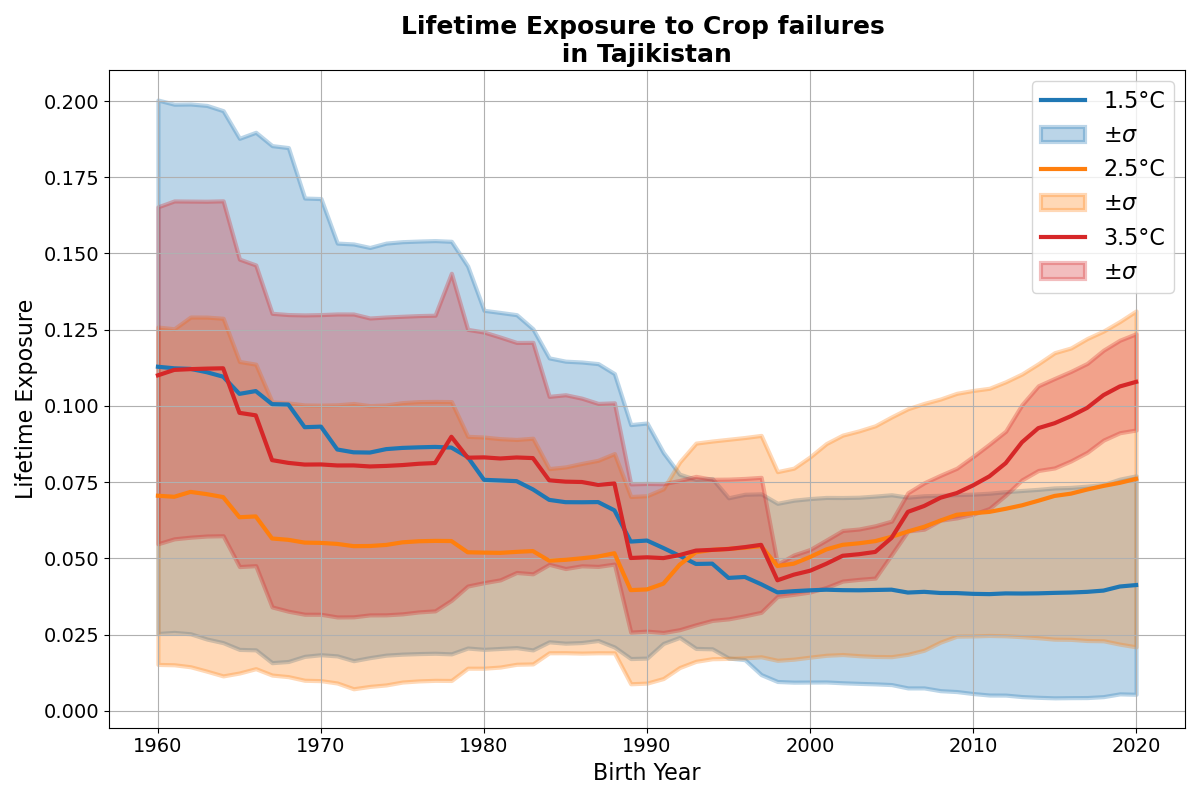 Lifetime Exposure to Crop failures
in Tajikistan
1.5°C
±σ
2.5°C
±σ
3.5°C
±σ
Lifetime Exposure
0.200
0.175
0.150
0.125
0.100
0.075
0.050
0.025
0.000
1960
1970
1980
1990
2000
2010
2020
Birth Year